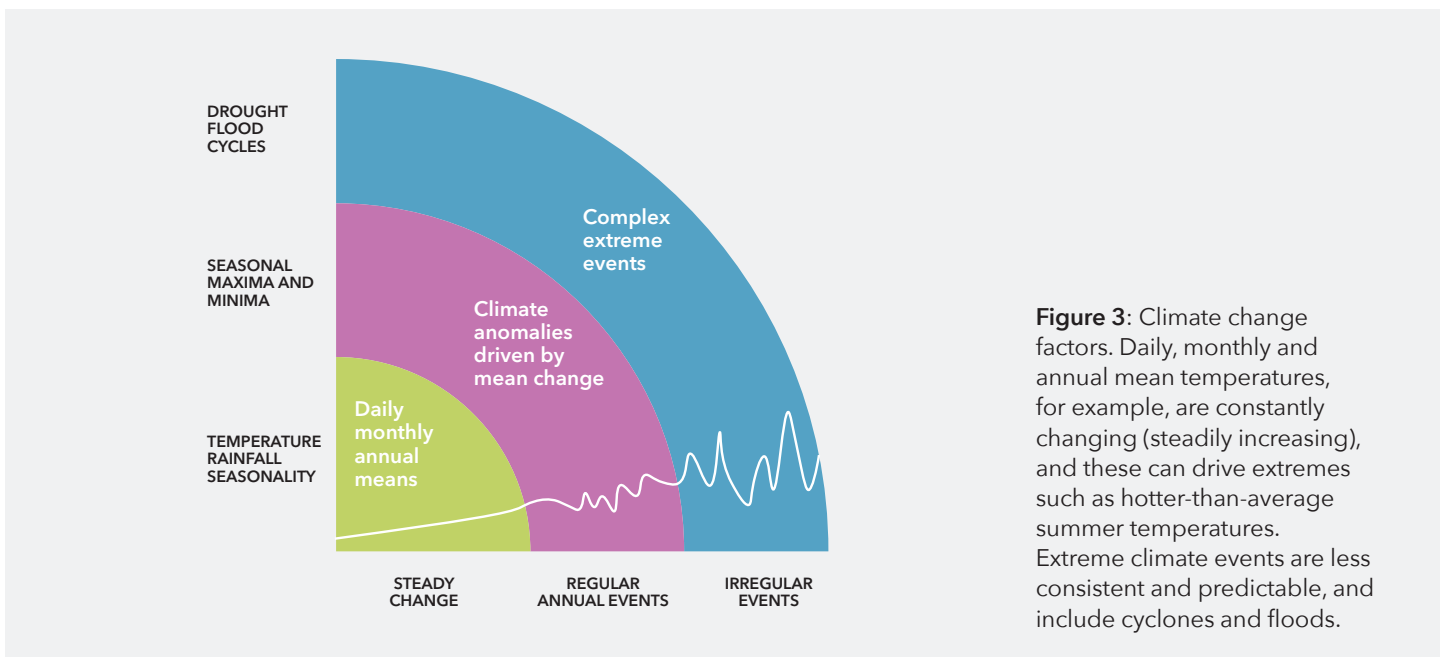 DROUGHT
FLOOD
CYCLES
Complex
extreme
events
SEASONAL
MAXIMA AND
MINIMA
Climate
anomalies
driven by
mean change
Daily
monthly
annual
means
TEMPERATURE
RAINFALL
SEASONALITY
STEADY
CHANGE
REGULAR
ANNUAL EVENTS
IRREGULAR
EVENTS
Figure 3: Climate change
factors. Daily, monthly and
annual mean temperatures,
for example, are constantly
changing (steadily increasing),
and these can drive extremes
such as hotter-than-average
summer temperatures.
Extreme climate events are less
consistent and predictable, and
include cyclones and floods.